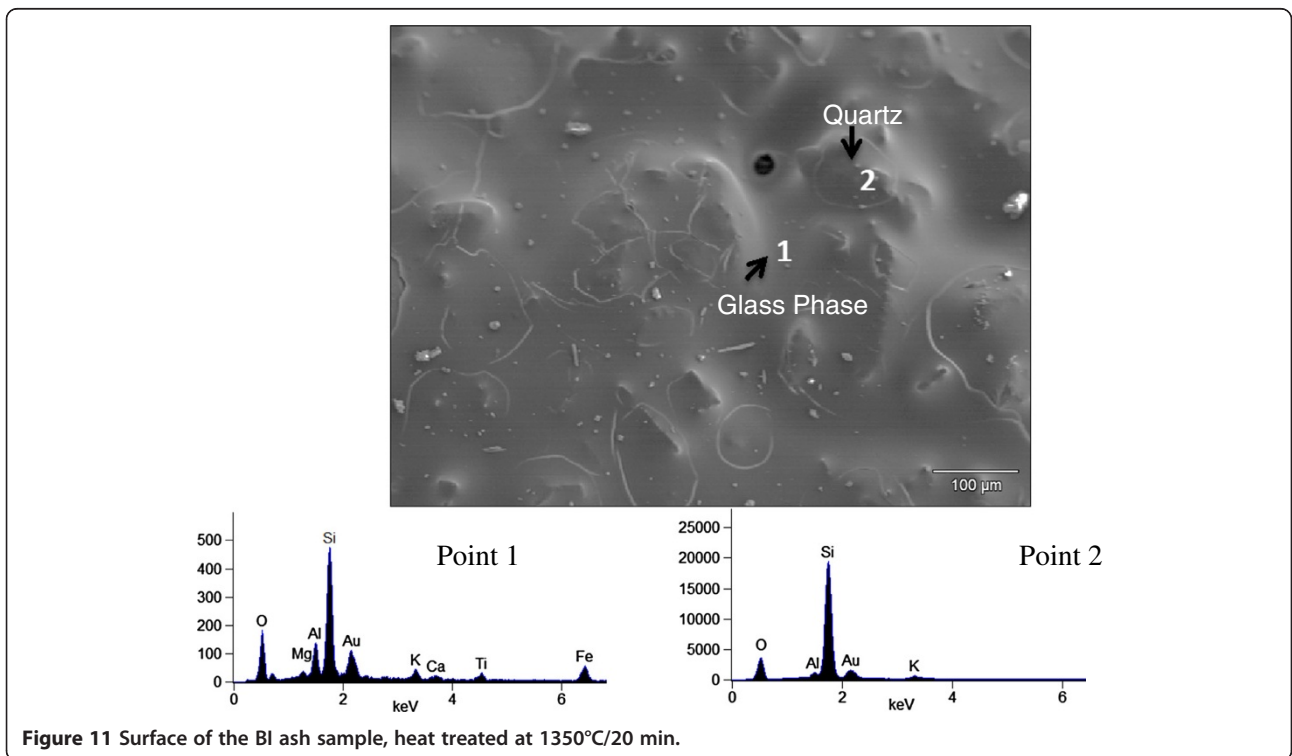 Quartz
2
1
Glass Phase
100 µm
Point 1
500
400
300
200
100
0
O
Mg
Al
Si
Au
K
Ca
Ti
Fe
0
2
4
6
keV
Point 2
25000
20000
15000
10000
5000
0
O
Al
Si
Au
K
0
2
4
6
keV
Figure 11 Surface of the BI ash sample, heat treated at 1350°C/20 min.